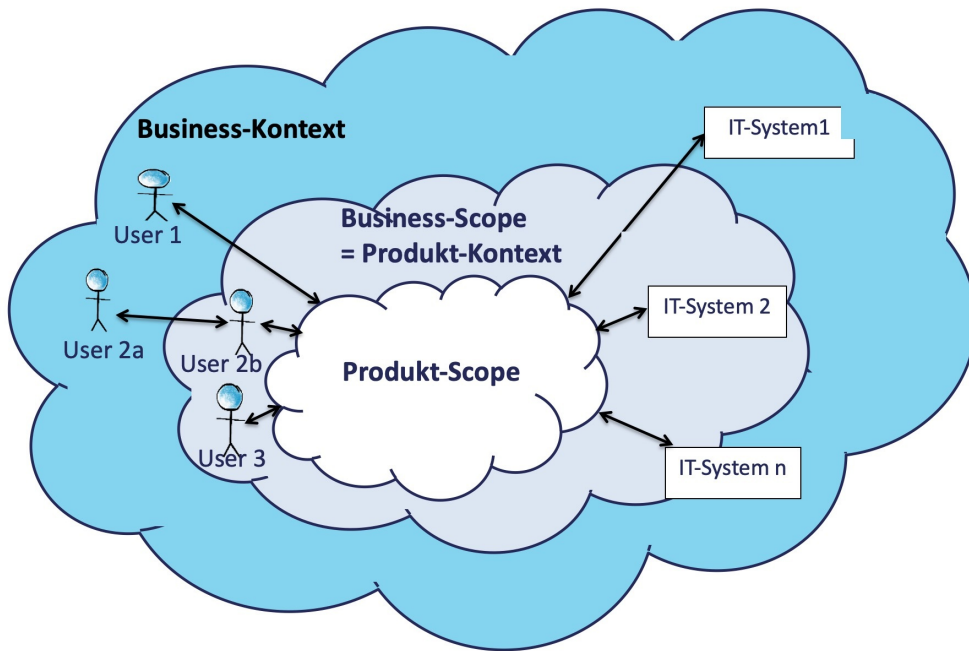 Business-Kontext
IT-System1
User 1
Business-Scope
= Produkt-Kontext
User 2a
User 2b
IT-System 2
Produkt-Scope
User 3
IT-System n